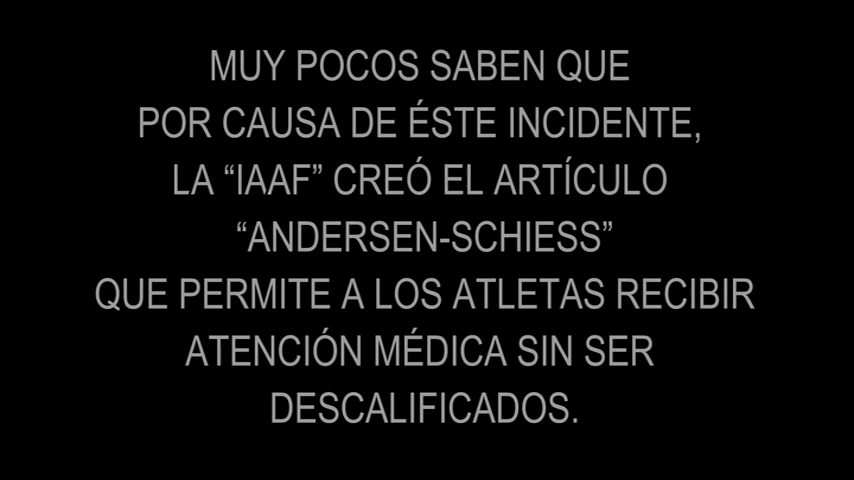 MUY POCOS SABEN QUE
POR CAUSA DE ÉSTE INCIDENTE,
LA “IAAF” CREÓ EL ARTÍCULO
“ANDERSEN-SCHIESS”
QUE PERMITE A LOS ATLETAS RECIBIR
ATENCIÓN MÉDICA SIN SER
DESCALIFICADOS.